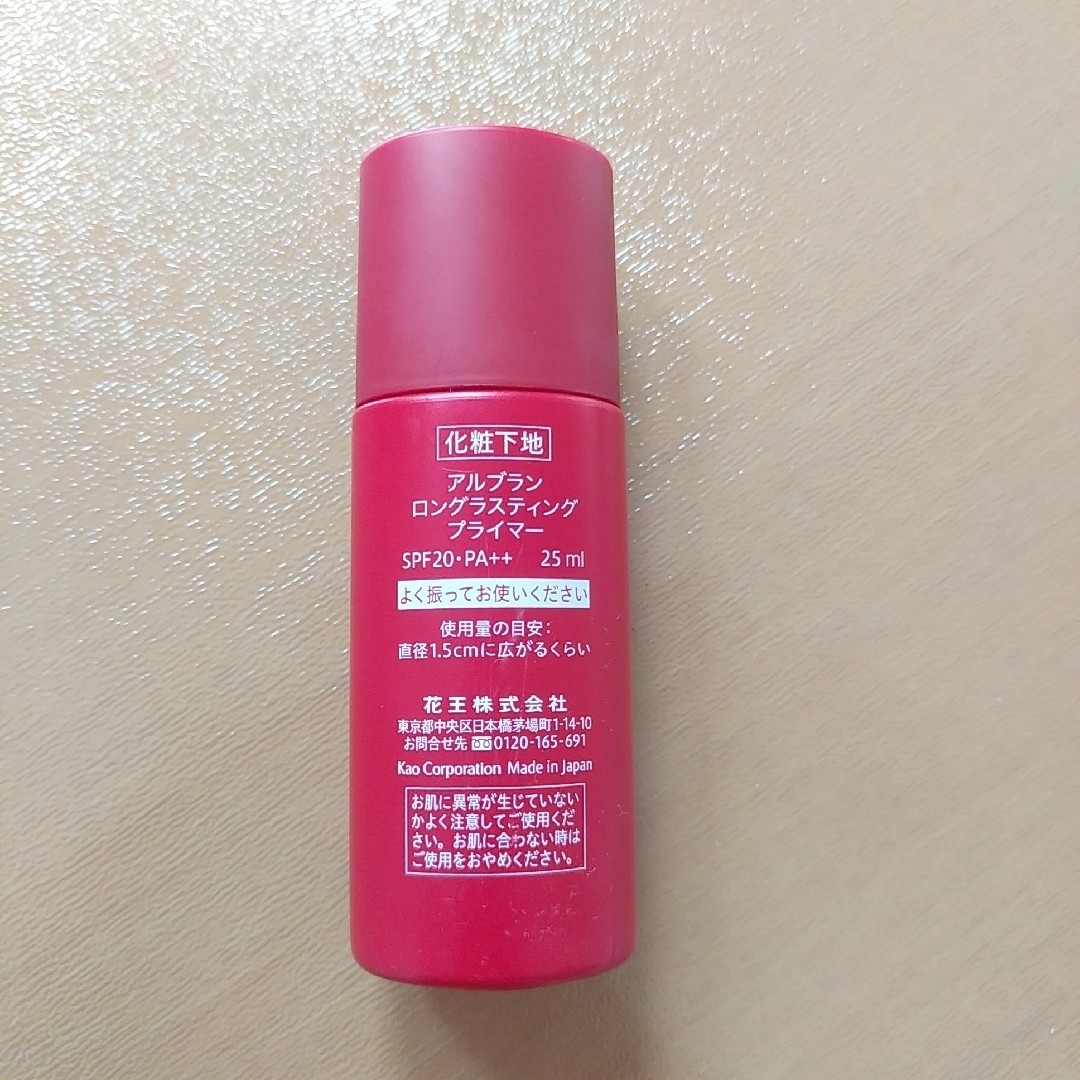 化粧下地
アルブラン
ロングラスティング
プライマー
SPF20・PA++ 25 ml
よく振ってお使いください
使用量の目安：
直径1.5cmに広がるくらい
花王株式会社
東京都中央区日本橋茅場町1-14-10
お問合せ先 0120-165-691
Kao Corporation Made in Japan
お肌に異常が生じていない
かよく注意してご使用くだ
さい。お肌に合わない時は
ご使用をおやめください。